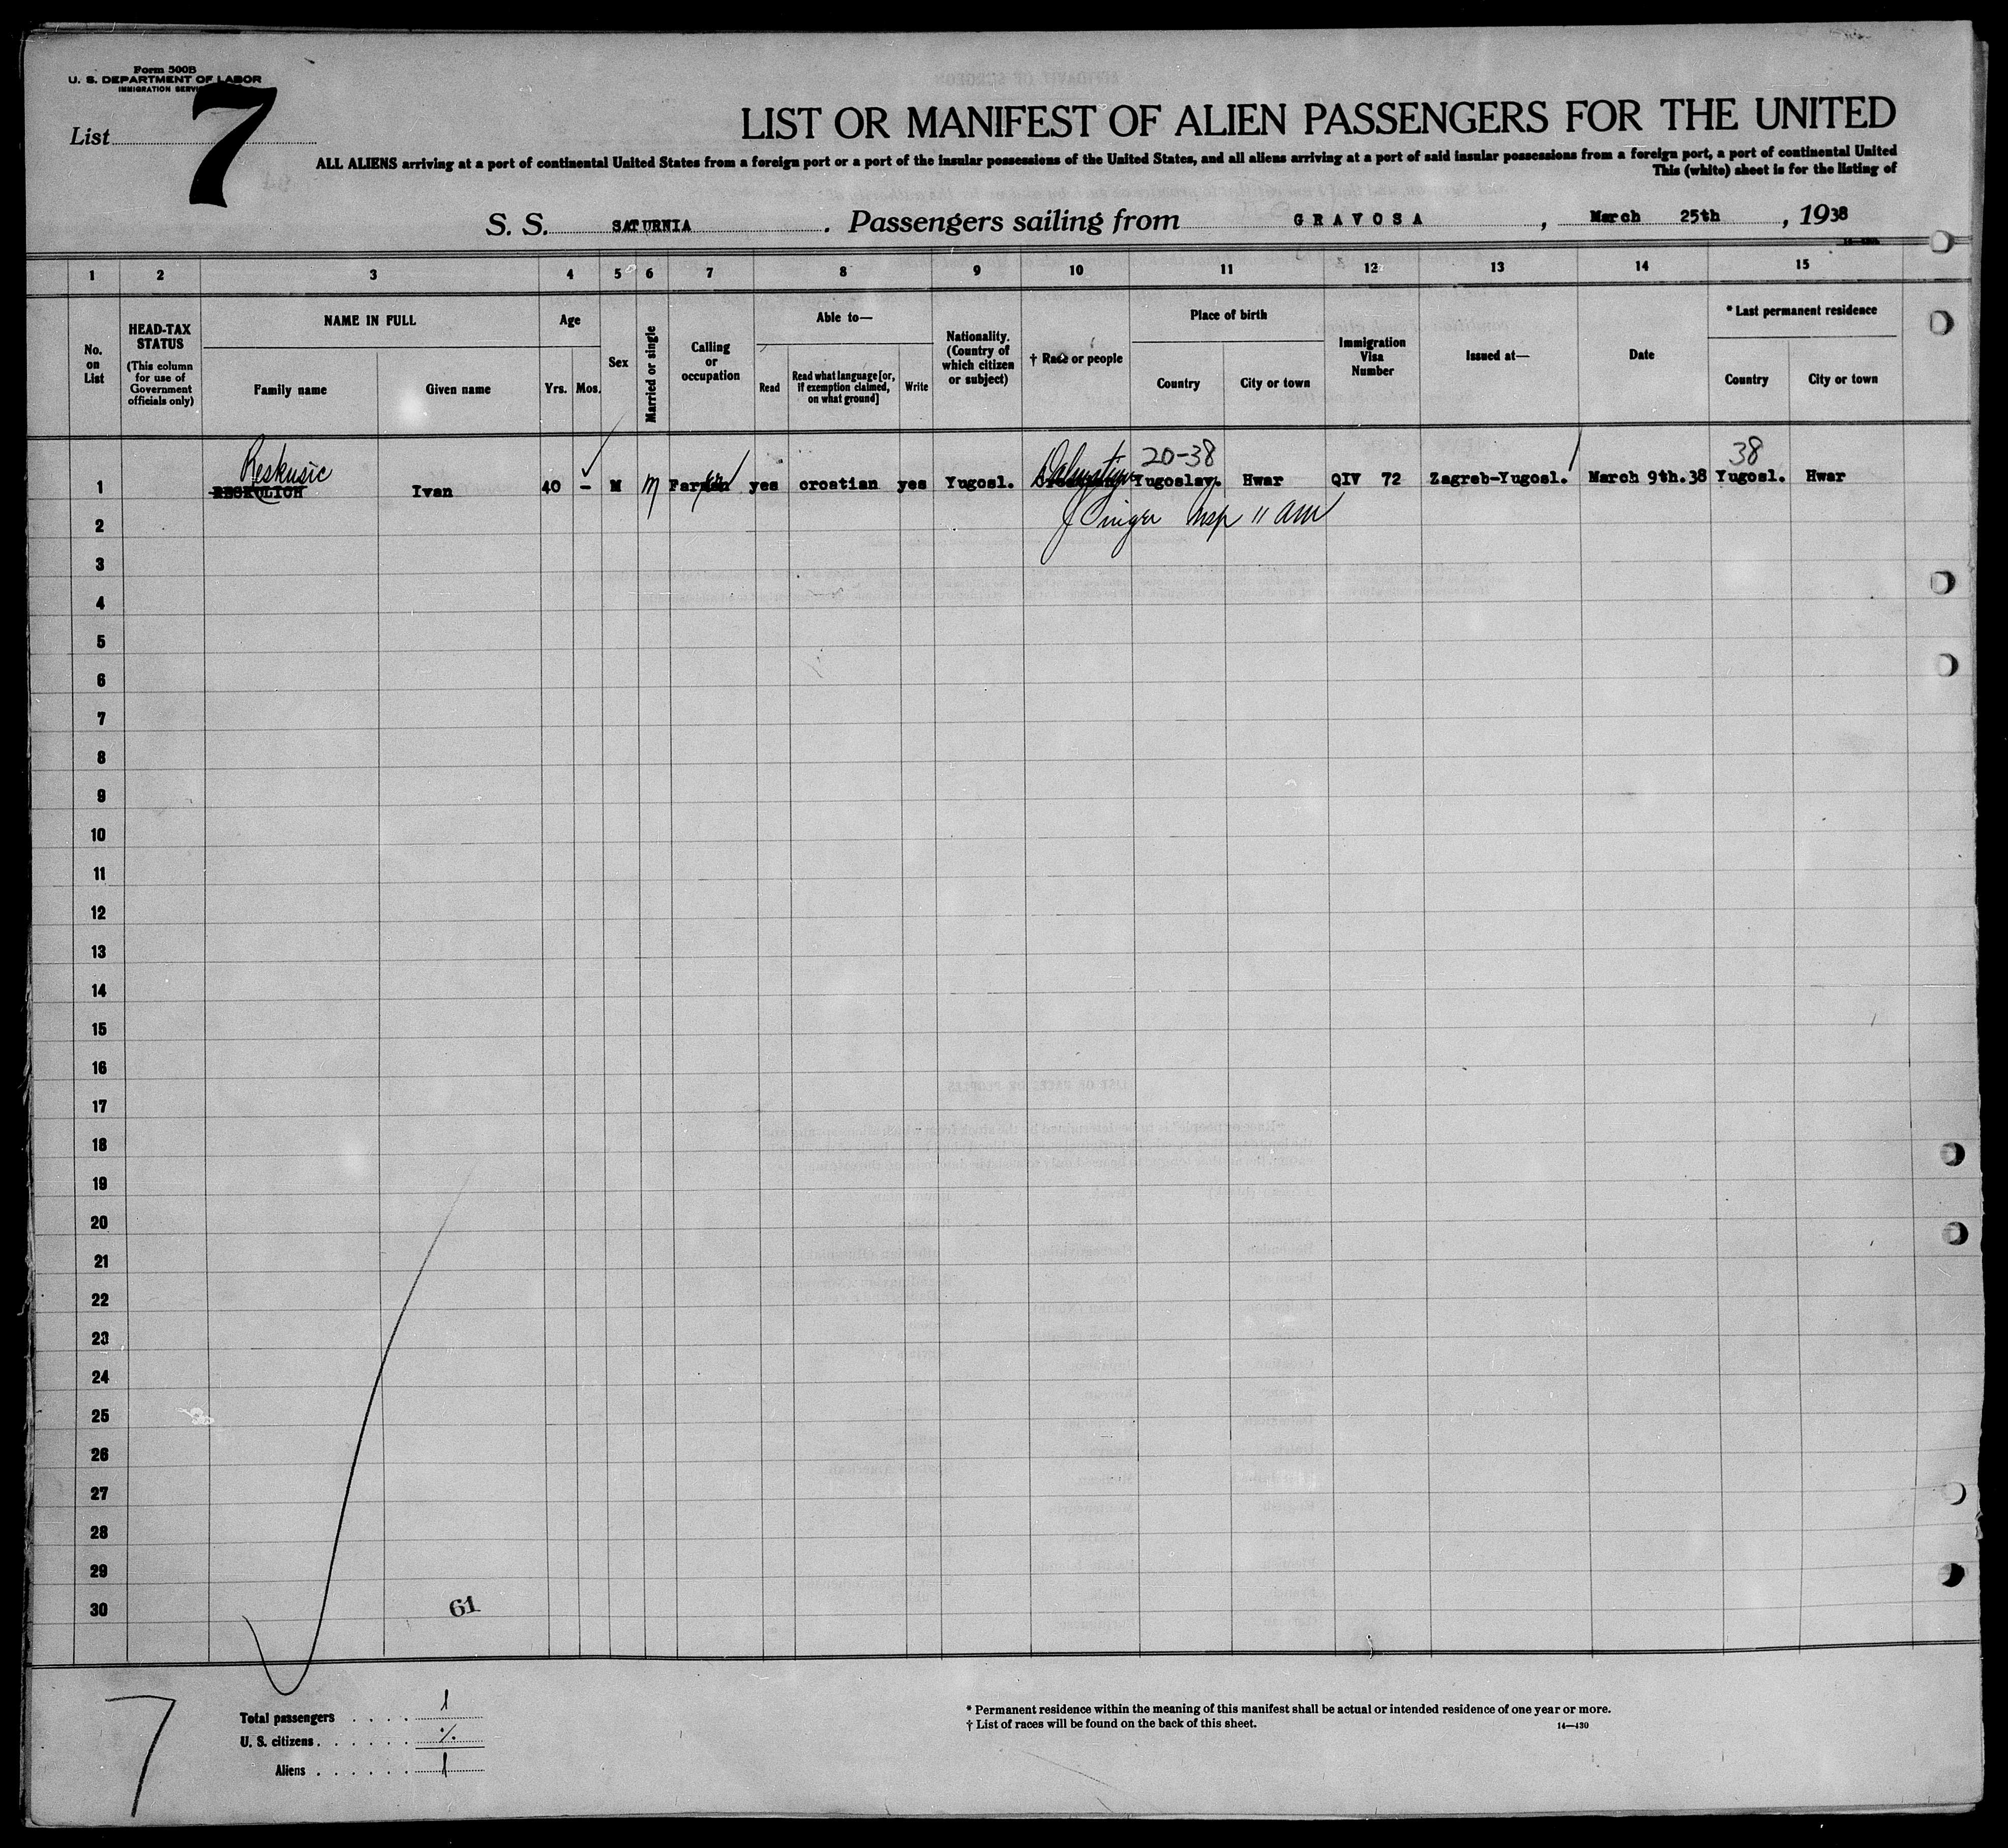 Form 500B
U. S. DEPARTMENT OF LABOR
IMMIGRATION SERVI
List 7
LIST OR MANIFEST OF ALIEN PASSENGERS FOR THE UNITED
ALL ALIENS arriving at a port of continental United States from a foreign port or a port of the insular possessions of the United States, and all aliens arriving at a port of said insular possessions from a foreign port, a port of continental United
This (white) sheet is for the listing of
S. S. SATURNIA . Passengers sailing from GRAVOSA , March 25th , 1938
1 2 3 4 5 6 7 8 9 10 11 12 13 14 15
No. on List
HEAD-TAX STATUS
(This column for use of Government officials only)
NAME IN FULL
Family name Given name
Age
Yrs. Mos.
Sex
Married or single
Calling or occupation
Able to—
Read
Read what language [or, if exemption claimed, on what ground]
Write
Nationality. (Country of which citizen or subject)
† Race or people
Place of birth
Country City or town
Immigration Visa Number
Issued at—
Date
* Last permanent residence
Country City or town
Reskusic Dalmatian 20-38 38
1 RESKULICH Ivan 40 - M m Farmer yes croatian yes Yugosl. Yugoslav. Hwar QIV 72 Zagreb-Yugosl. March 9th.38 Yugosl. Hwar
2 Insp 11 am
3
4
5
6
7
8
9
10
11
12
13
14
15
16
17
18
19
20
21
22
23
24
25
26
27
28
29
30
61
7
Total passengers . . . . 1
U. S. citizens . . . . . . %.
Aliens . . . . . . 1
* Permanent residence within the meaning of this manifest shall be actual or intended residence of one year or more.
† List of races will be found on the back of this sheet.
14—430